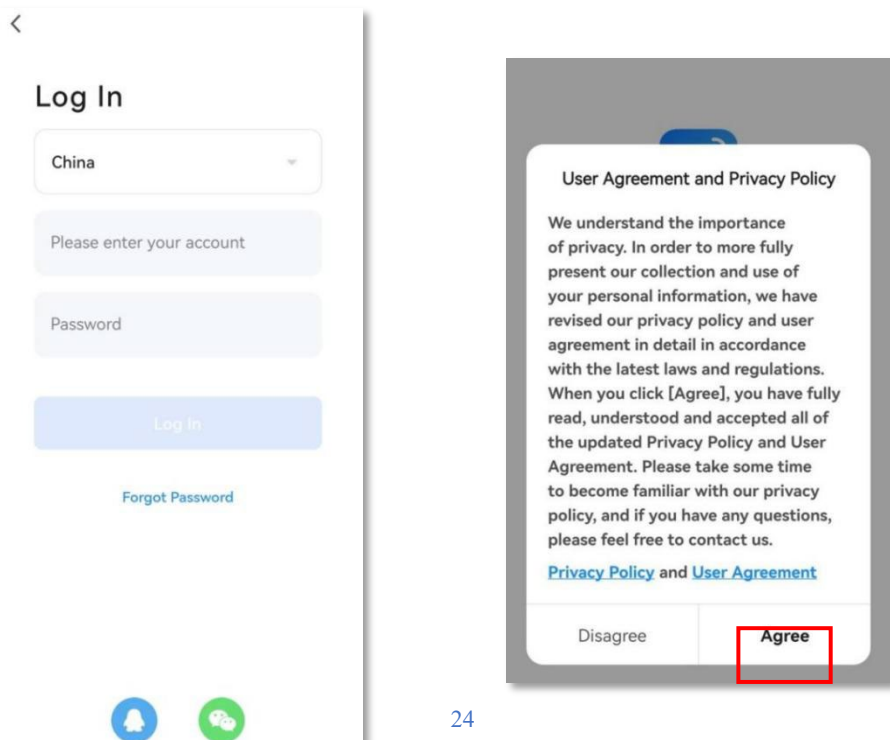 Log In
China
Please enter your account
Password
Log In
Forgot Password
User Agreement and Privacy Policy
We understand the importance
of privacy. In order to more fully
present our collection and use of
your personal information, we have
revised our privacy policy and user
agreement in detail in accordance
with the latest laws and regulations.
When you click [Agree], you have fully
read, understood and accepted all of
the updated Privacy Policy and User
Agreement. Please take some time
to become familiar with our privacy
policy, and if you have any questions,
please feel free to contact us.
Privacy Policy and User Agreement
Disagree Agree
24